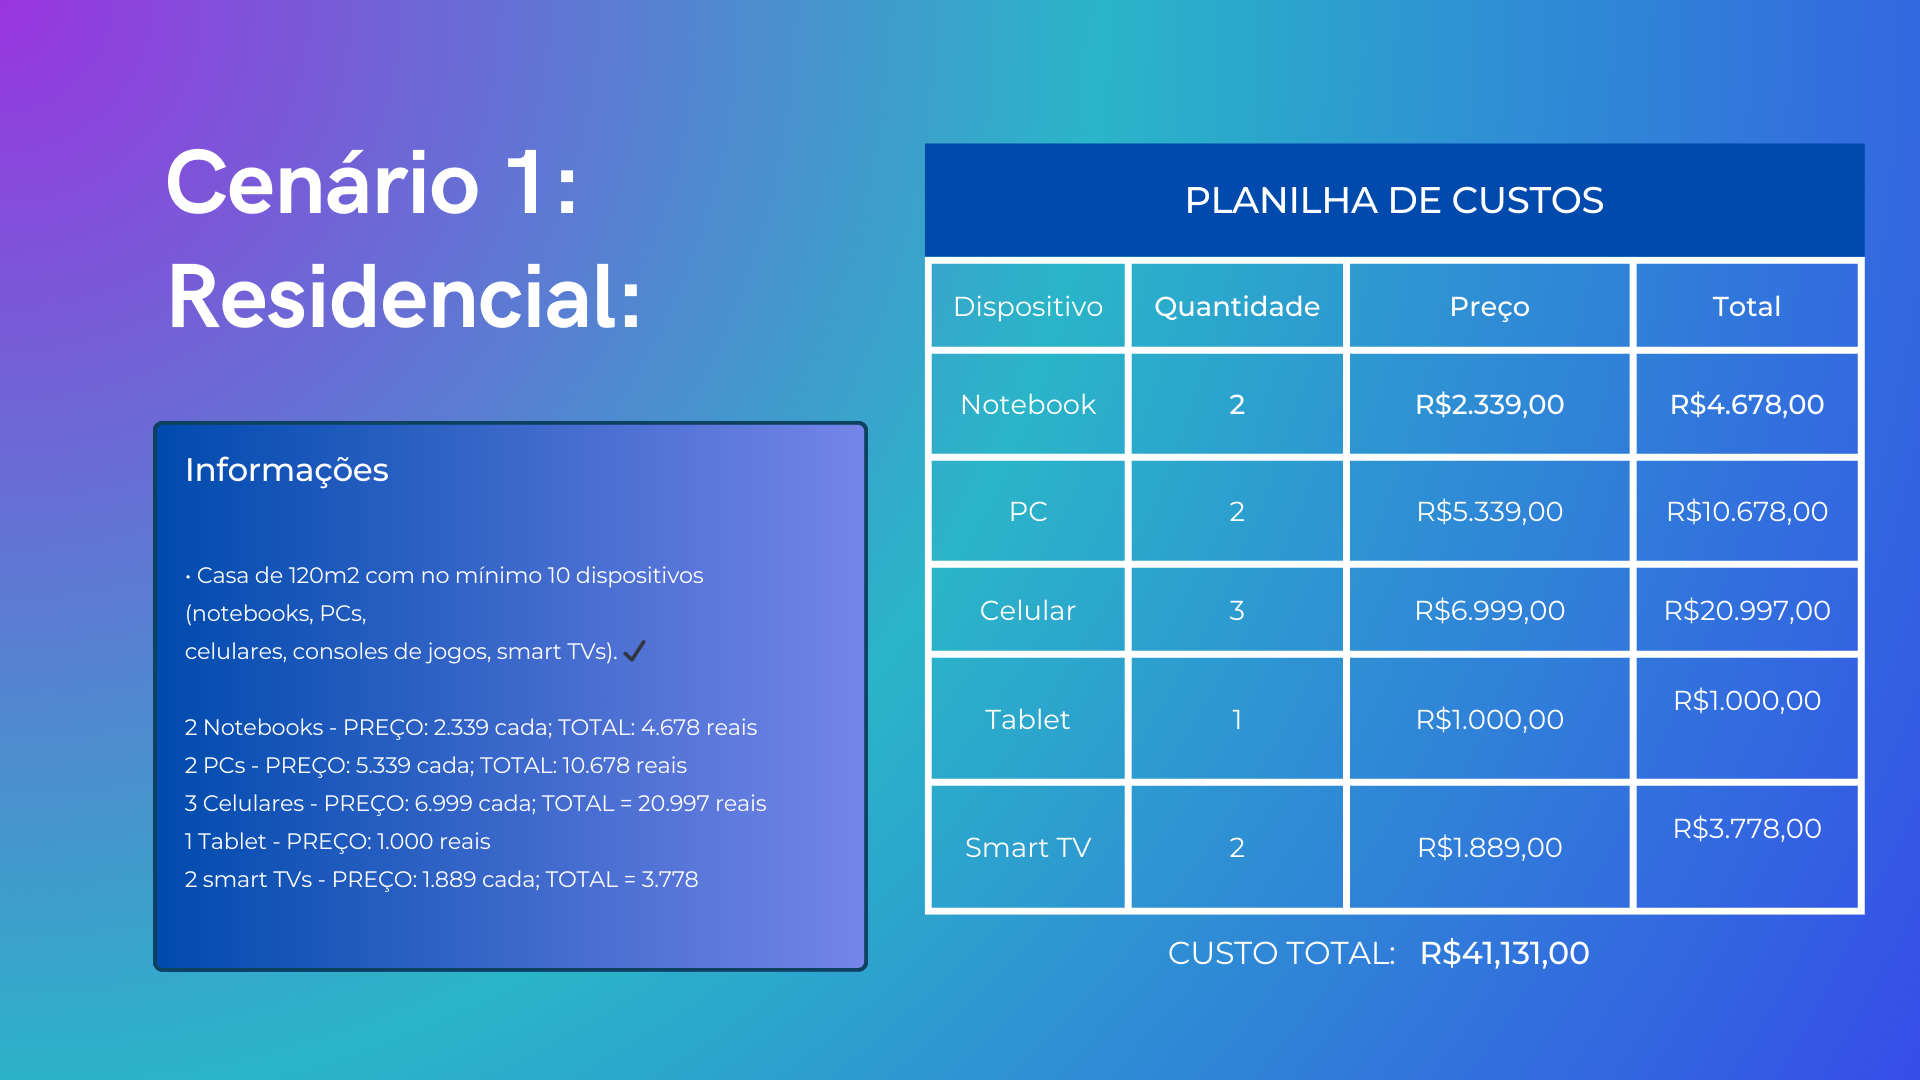 Cenário 1:
Residencial:
Informações
• Casa de 120m2 com no mínimo 10 dispositivos
(notebooks, PCs,
celulares, consoles de jogos, smart TVs). ✔
2 Notebooks - PREÇO: 2.339 cada; TOTAL: 4.678 reais
2 PCs - PREÇO: 5.339 cada; TOTAL: 10.678 reais
3 Celulares - PREÇO: 6.999 cada; TOTAL = 20.997 reais
1 Tablet - PREÇO: 1.000 reais
2 smart TVs - PREÇO: 1.889 cada; TOTAL = 3.778
PLANILHA DE CUSTOS
Dispositivo Quantidade Preço Total
Notebook 2 R$2.339,00 R$4.678,00
PC 2 R$5.339,00 R$10.678,00
Celular 3 R$6.999,00 R$20.997,00
Tablet 1 R$1.000,00 R$1.000,00
Smart TV 2 R$1.889,00 R$3.778,00
CUSTO TOTAL: R$41,131,00